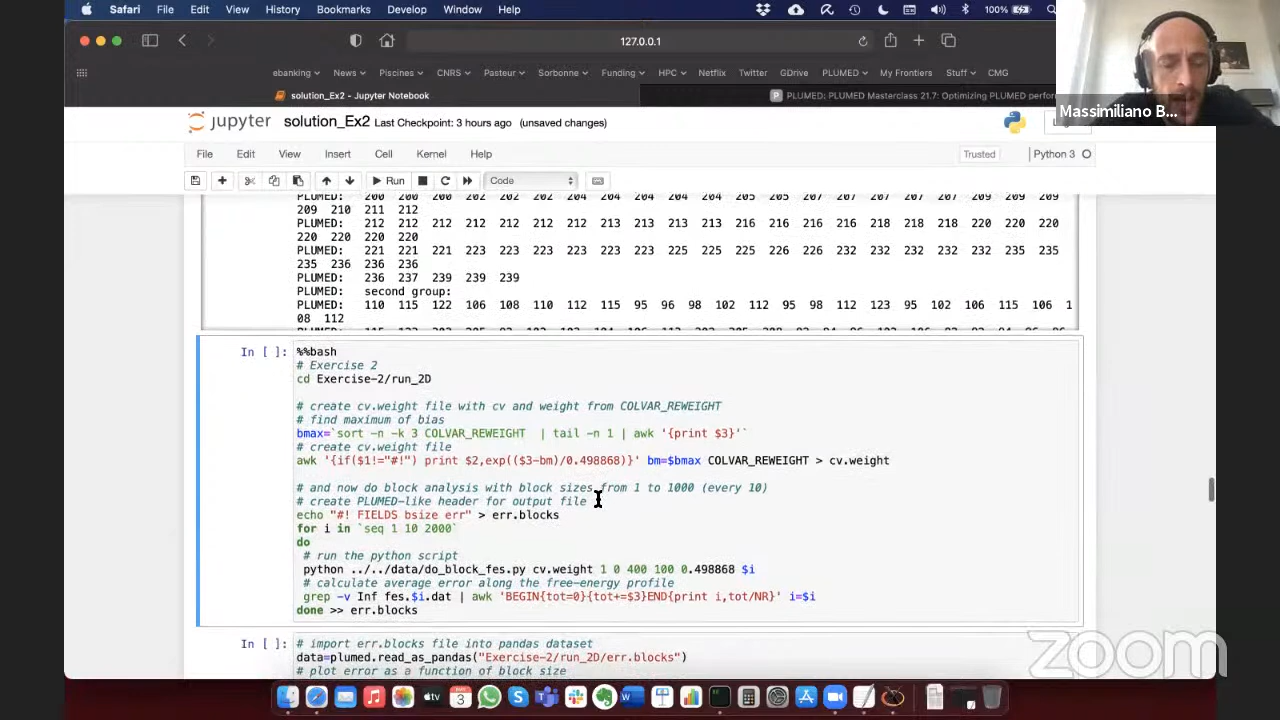 Safari File Edit View History Bookmarks Develop Window Help 100%
127.0.0.1
ebanking News Piscines CNRS Pasteur Sorbonne Funding HPC Netflix Twitter GDrive PLUMED My Frontiers Stuff CMG
solution_Ex2 - Jupyter Notebook
P PLUMED: PLUMED Masterclass 21.7: Optimizing PLUMED perfor
Massimiliano B...
jupyter solution_Ex2 Last Checkpoint: 3 hours ago (unsaved changes)
File Edit View Insert Cell Kernel Help Trusted Python 3
Run Code
PLUMED: 200 200 200 202 202 202 204 204 204 205 205 207 207 207 207 209 209 209
209 210 211 212
PLUMED: 212 212 212 212 212 212 213 213 213 216 216 216 218 218 218 220 220 220
220 220 220 220
PLUMED: 221 221 221 223 223 223 223 225 225 225 226 226 232 232 232 232 235 235
235 236 236 236
PLUMED: 236 237 239 239 239
PLUMED: second group:
PLUMED: 110 115 122 106 108 110 112 115 95 96 98 102 112 95 98 112 123 95 102 106 115 106 1
08 112
In [ ]: %%bash
# Exercise 2
cd Exercise-2/run_2D
# create cv.weight file with cv and weight from COLVAR_REWEIGHT
# find maximum of bias
bmax=`sort -n -k 3 COLVAR_REWEIGHT | tail -n 1 | awk '{print $3}'`
# create cv.weight file
awk '{if($1!="#!") print $2,exp(($3-bm)/0.498868)}' bm=$bmax COLVAR_REWEIGHT > cv.weight
# and now do block analysis with block sizes from 1 to 1000 (every 10)
# create PLUMED-like header for output file
echo "#! FIELDS bsize err" > err.blocks
for i in `seq 1 10 2000`
do
# run the python script
python ../../data/do_block_fes.py cv.weight 1 0 400 100 0.498868 $i
# calculate average error along the free-energy profile
grep -v Inf fes.$i.dat | awk 'BEGIN{tot=0}{tot+=$3}END{print i,tot/NR}' i=$i
done >> err.blocks
In [ ]: # import err.blocks file into pandas dataset
data=plumed.read_as_pandas("Exercise-2/run_2D/err.blocks")
# plot error as a function of block size
zoom